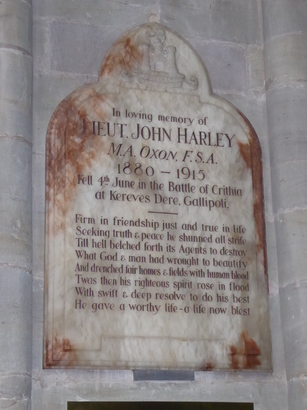 In loving memory of
LIEUT. JOHN HARLEY
M.A. OXON, F.S.A.
1880 - 1915
Fell 4th June in the Battle of Crithia
at Kereves Dere, Gallipoli.
Firm in friendship just and true in life
Seeking truth & peace he shunned all strife
Till hell belched forth its Agents to destroy
What God & man had wrought to beautify
And drenched fair homes & fields with human blood
Twas then his righteous spirit rose in flood
With swift & deep resolve to do his best
He gave a worthy life - a life now blest